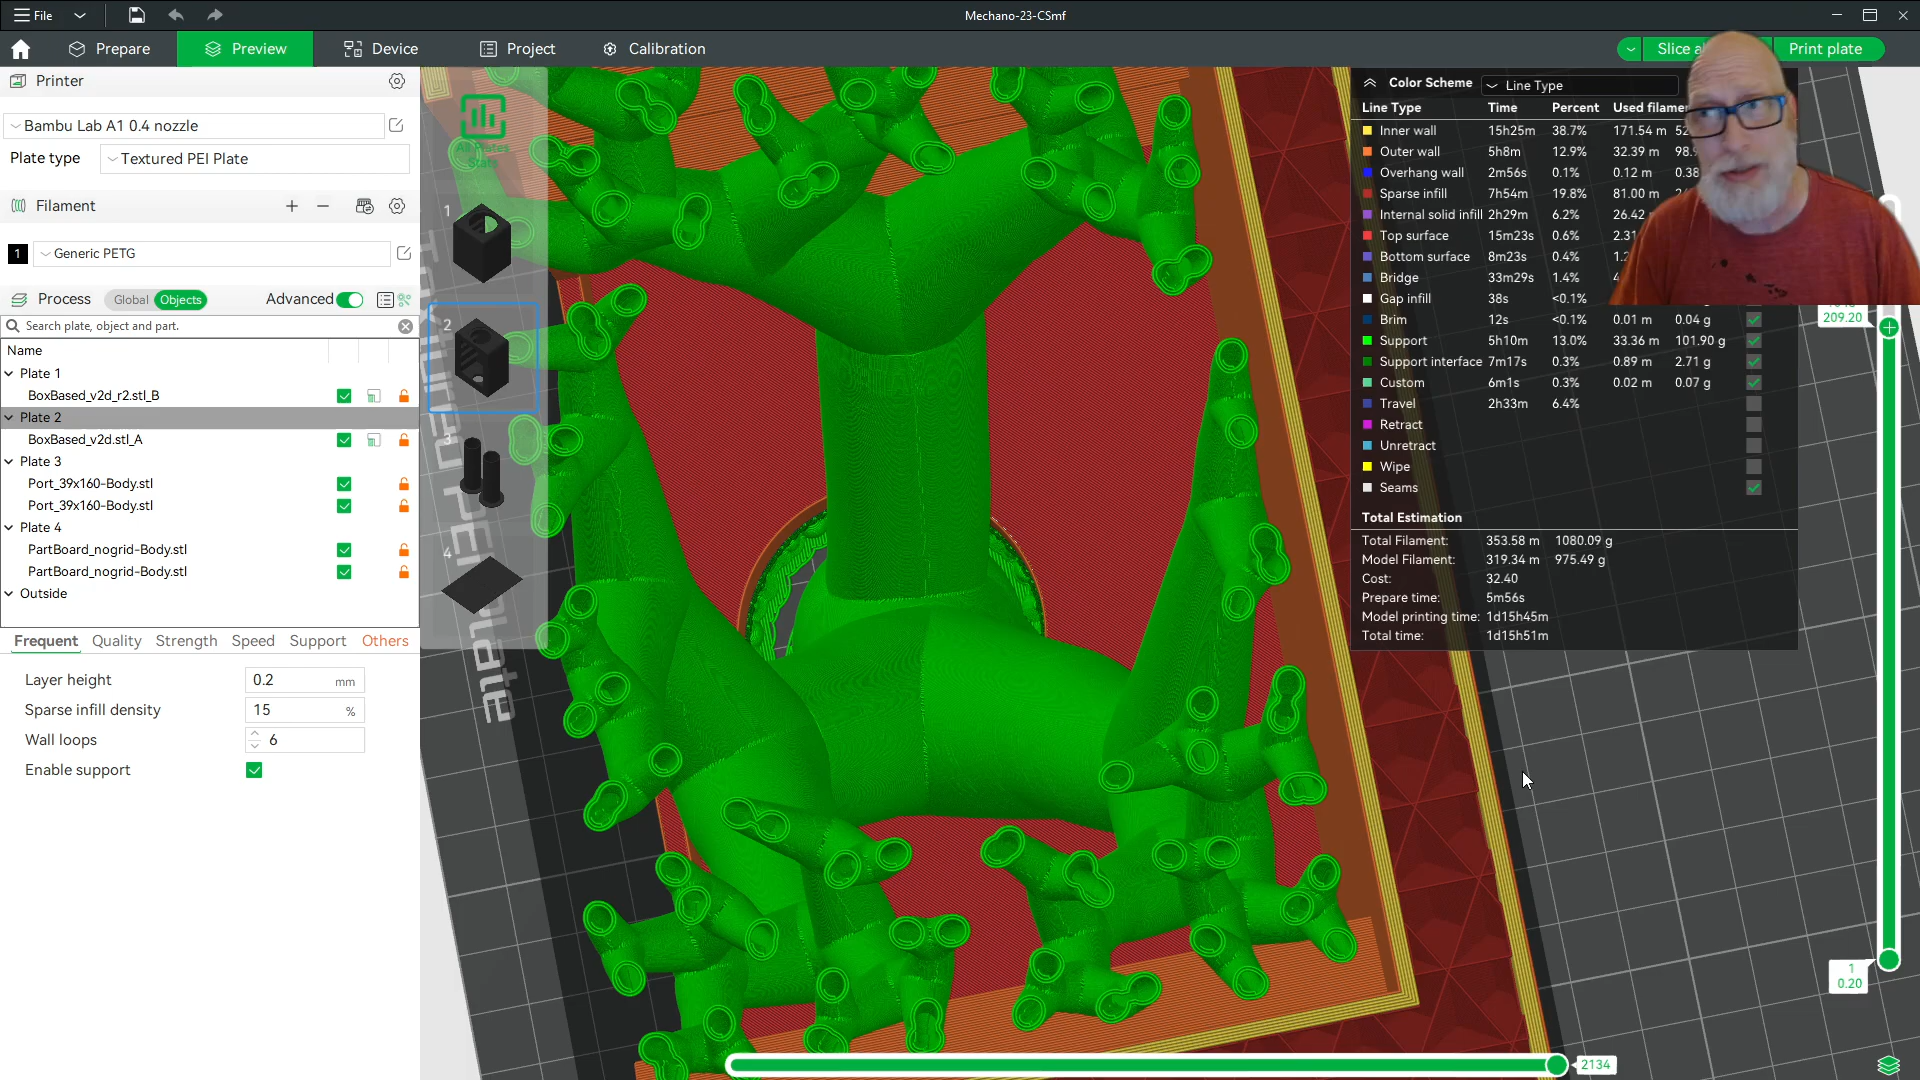 File
Mechano-23-CSmf
Prepare
Preview
Device
Project
Calibration
Print plate
Printer
Bambu Lab A1 0.4 nozzle
Plate type
Textured PEI Plate
Filament
1
Generic PETG
Process
Global
Objects
Advanced
Search plate, object and part.
Name
Plate 1
BoxBased_v2d_r2.stl_B
Plate 2
BoxBased_v2d.stl_A
Plate 3
Port_39x160-Body.stl
Port_39x160-Body.stl
Plate 4
PartBoard_nogrid-Body.stl
PartBoard_nogrid-Body.stl
Outside
Frequent
Quality
Strength
Speed
Support
Others
Layer height
0.2
mm
Sparse infill density
15
%
Wall loops
6
Enable support
1
2
3
4
Color Scheme
Line Type
Line Type Time Percent
Inner wall 15h25m 38.7% 171.54 m
Outer wall 5h8m 12.9% 32.39 m
Overhang wall 2m56s 0.1% 0.12 m
Sparse infill 7h54m 19.8% 81.00 m
Internal solid infill 2h29m 6.2% 26.42
Top surface 15m23s 0.6%
Bottom surface 8m23s 0.4%
Bridge 33m29s 1.4%
Gap infill 38s <0.1%
Brim 12s <0.1% 0.01 m 0.04 g
Support 5h10m 13.0% 33.36 m 101.90 g
Support interface 7m17s 0.3% 0.89 m 2.71 g
Custom 6m1s 0.3% 0.02 m 0.07 g
Travel 2h33m 6.4%
Retract
Unretract
Wipe
Seams
Total Estimation
Total Filament: 353.58 m 1080.09 g
Model Filament: 319.34 m 975.49 g
Cost: 32.40
Prepare time: 5m56s
Model printing time: 1d15h45m
Total time: 1d15h51m
209.20
1
0.20
2134